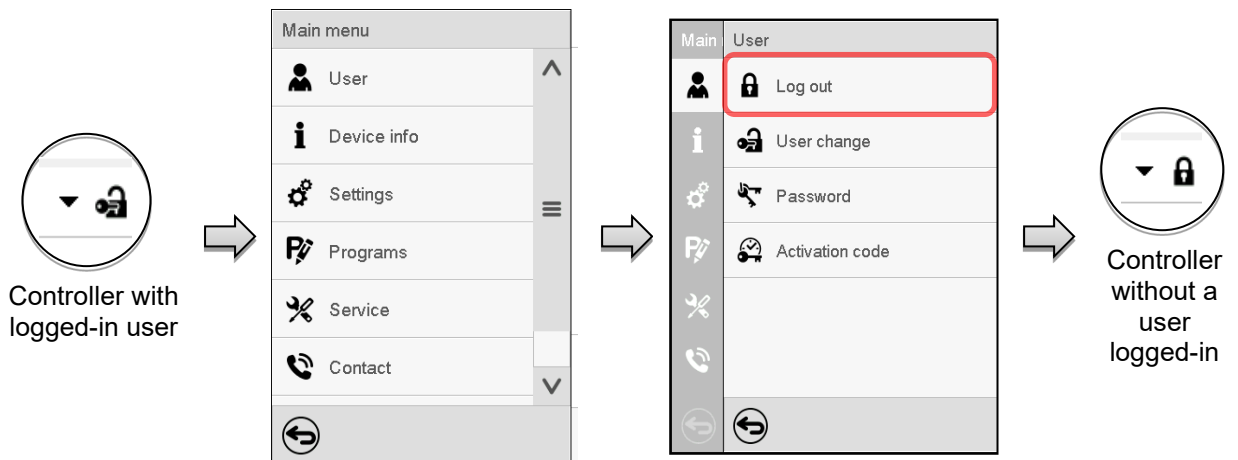 Controller with
logged-in user
Main menu
User
Device info
Settings
Programs
Service
Contact
Main
User
Log out
User change
Password
Activation code
Controller
without a
user
logged-in